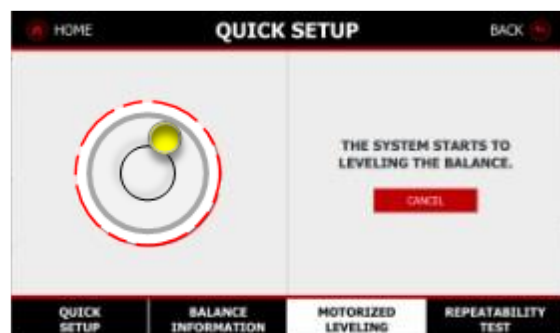 HOME
QUICK SETUP
BACK
THE SYSTEM STARTS TO
LEVELING THE BALANCE.
CANCEL
QUICK
SETUP
BALANCE
INFORMATION
MOTORIZED
LEVELING
REPEATABILITY
TEST